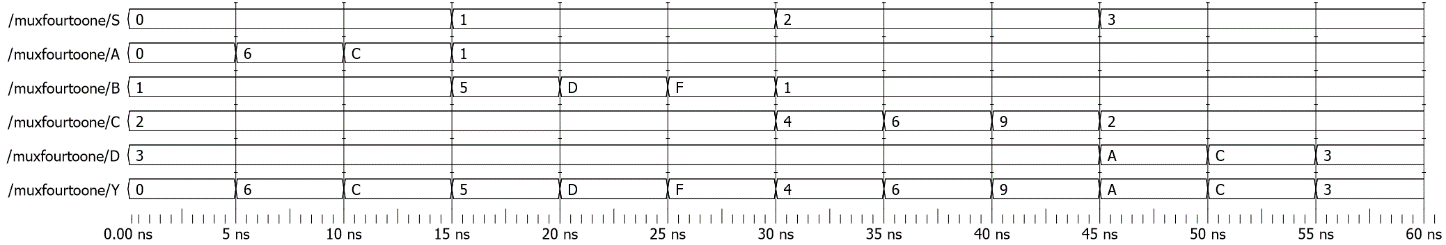 /muxfourtoone/S 0 1 2 3
/muxfourtoone/A 0 6 C 1
/muxfourtoone/B 1 5 D F 1
/muxfourtoone/C 2 4 6 9 2
/muxfourtoone/D 3 A C 3
/muxfourtoone/Y 0 6 C 5 D F 4 6 9 A C 3
0.00 ns 5 ns 10 ns 15 ns 20 ns 25 ns 30 ns 35 ns 40 ns 45 ns 50 ns 55 ns 60 ns